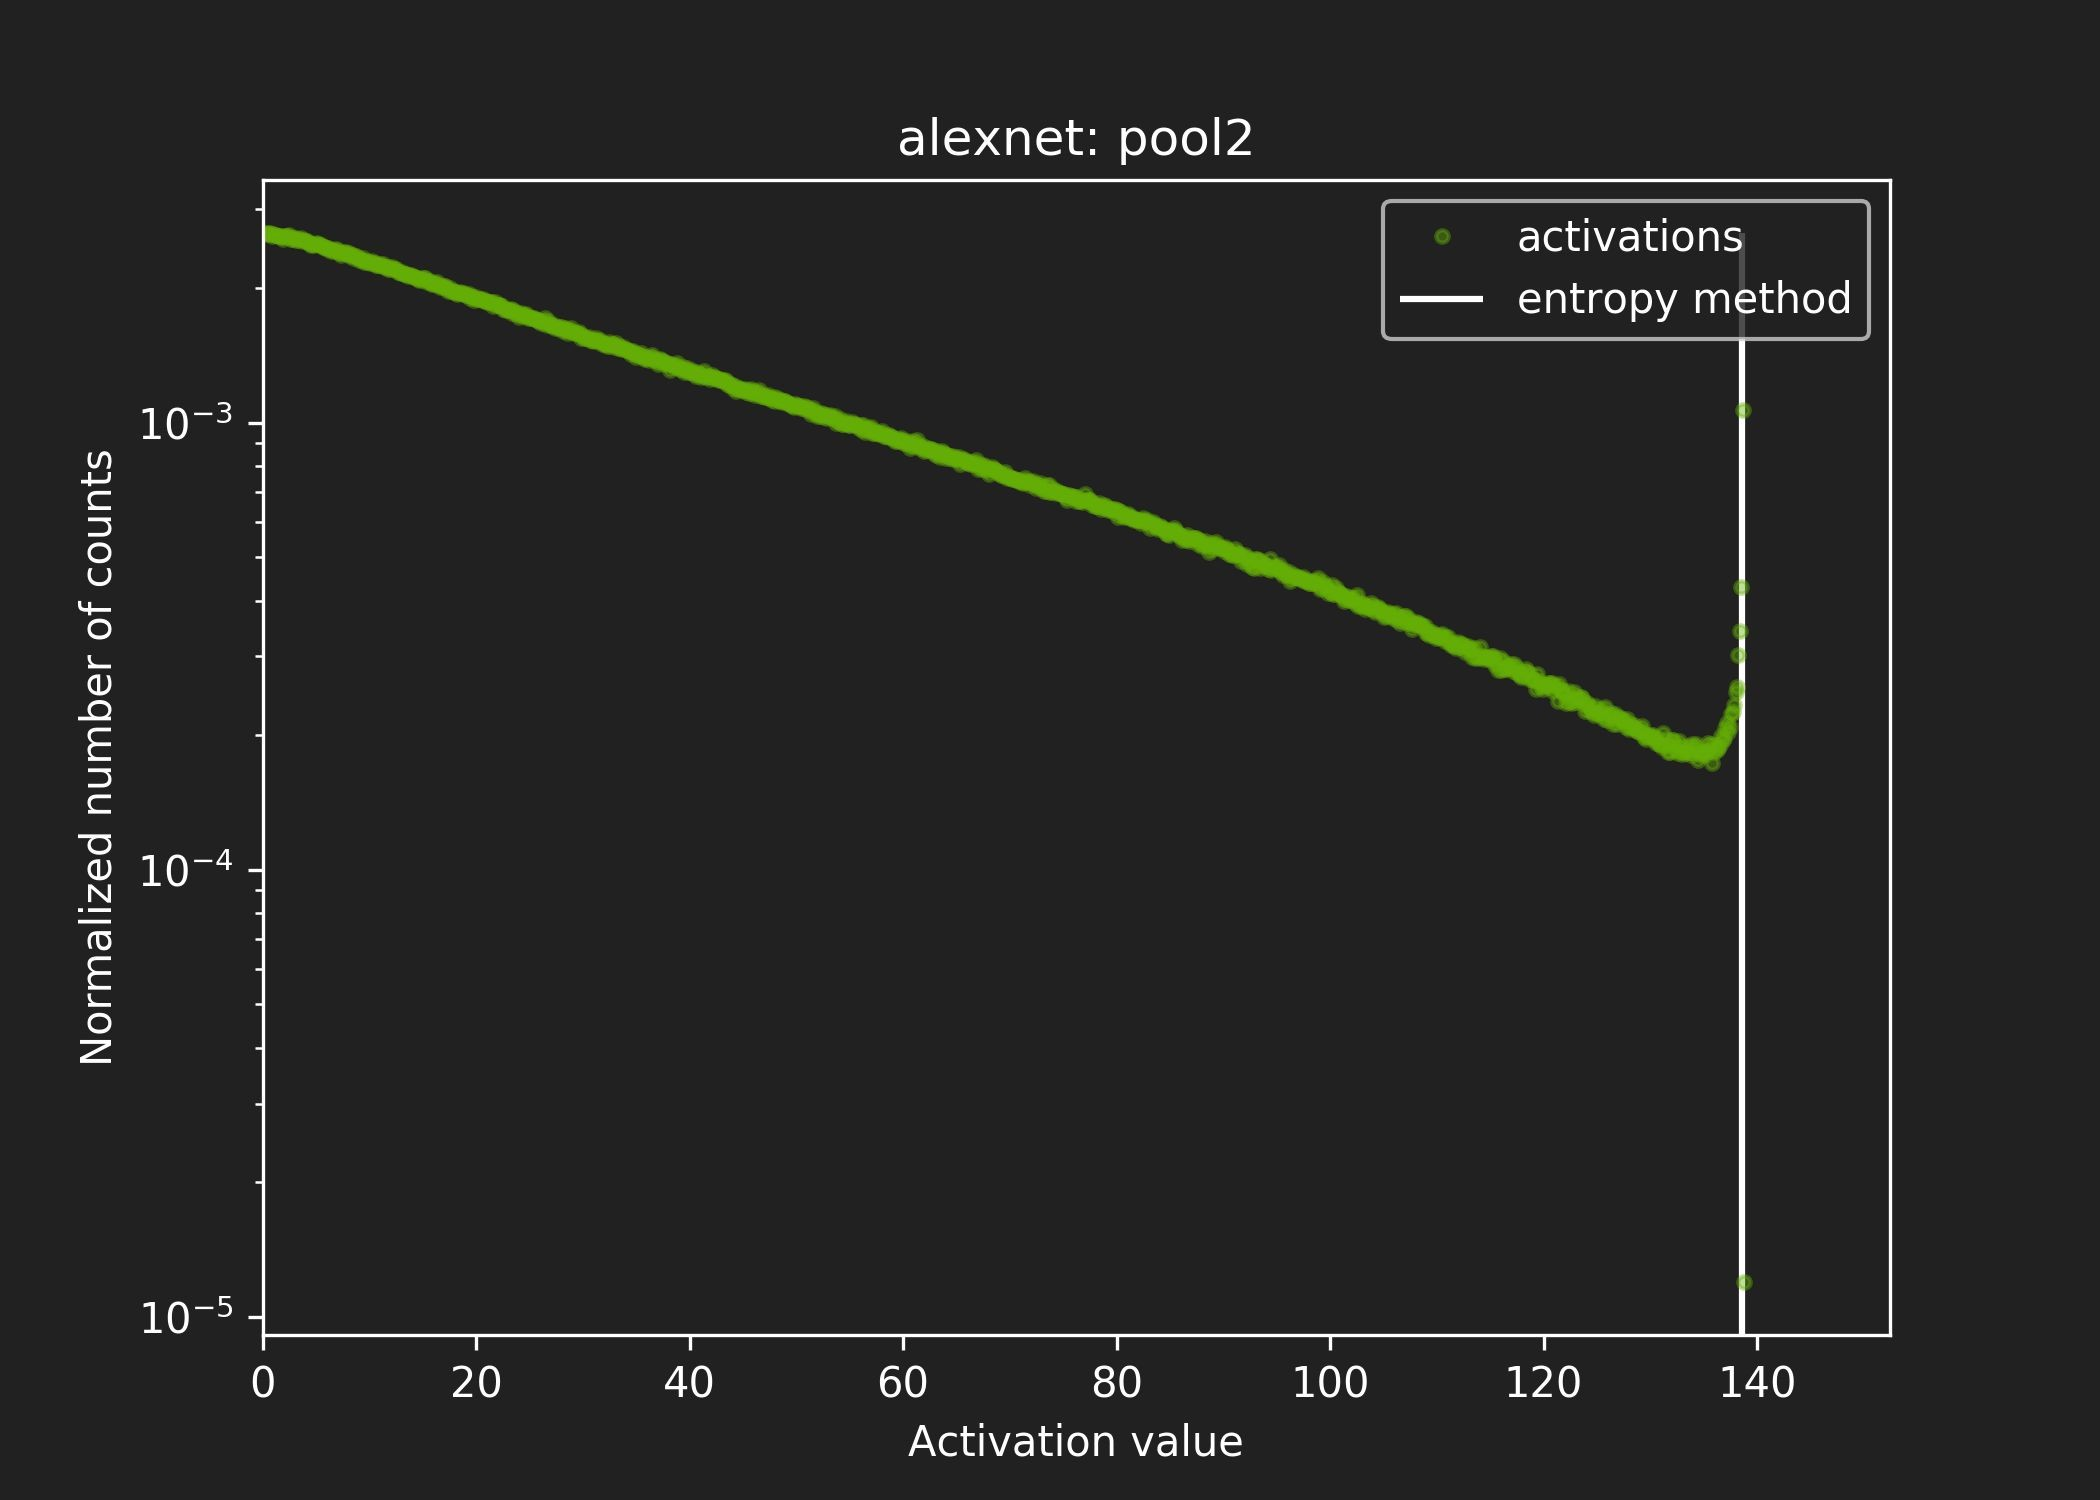 alexnet: pool2
activations
entropy method
Normalized number of counts
10⁻³
10⁻⁴
10⁻⁵
0 20 40 60 80 100 120 140
Activation value